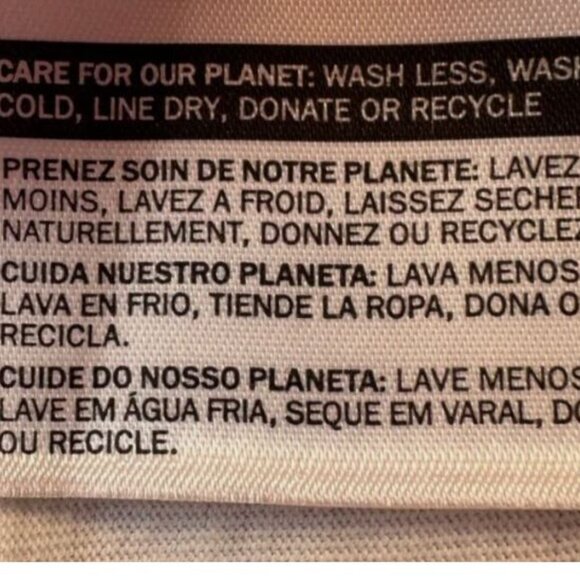 CARE FOR OUR PLANET: WASH LESS, WASH
COLD, LINE DRY, DONATE OR RECYCLE
PRENEZ SOIN DE NOTRE PLANETE: LAVEZ
MOINS, LAVEZ A FROID, LAISSEZ SECHER
NATURELLEMENT, DONNEZ OU RECYCLEZ
CUIDA NUESTRO PLANETA: LAVA MENOS
LAVA EN FRIO, TIENDE LA ROPA, DONA O
RECICLA.
CUIDE DO NOSSO PLANETA: LAVE MENOS
LAVE EM ÁGUA FRIA, SEQUE EM VARAL,
OU RECICLE.